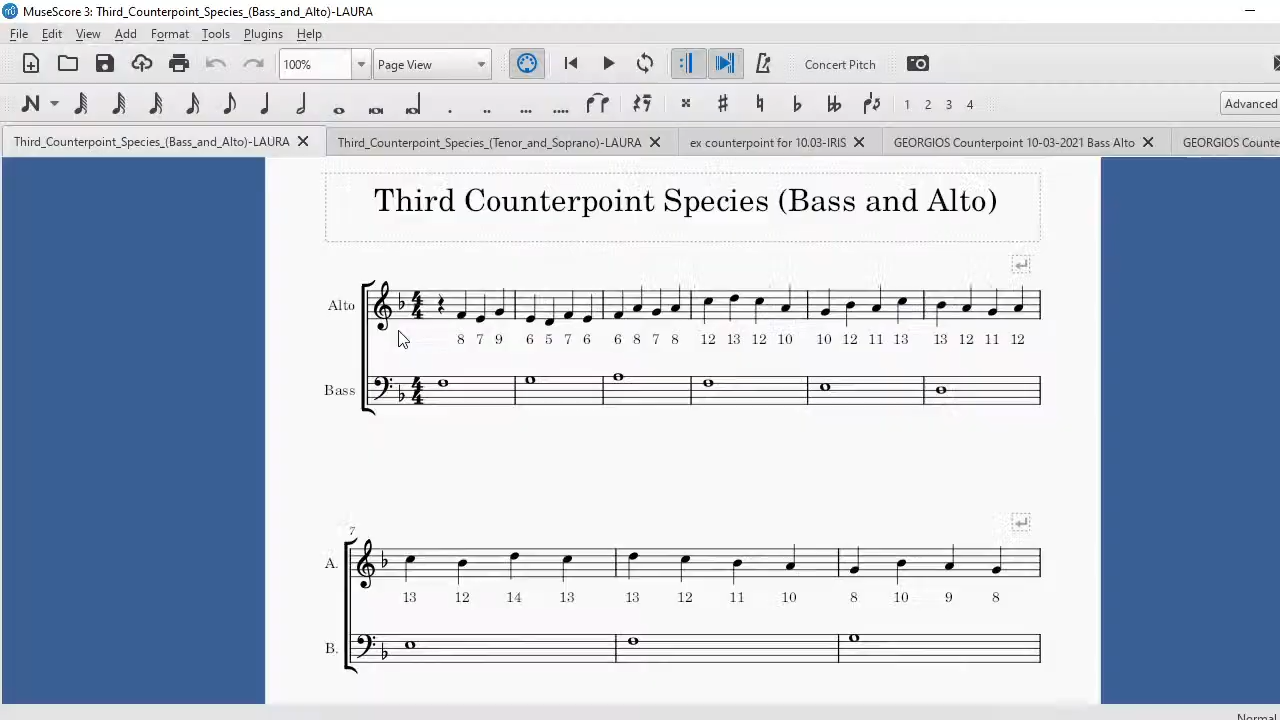 MuseScore 3: Third_Counterpoint_Species_(Bass_and_Alto)-LAURA
File Edit View Add Format Tools Plugins Help
100% Page View Concert Pitch
1 2 3 4 Advanced
Third_Counterpoint_Species_(Bass_and_Alto)-LAURA Third_Counterpoint_Species_(Tenor_and_Soprano)-LAURA ex counterpoint for 10.03-IRIS GEORGIOS Counterpoint 10-03-2021 Bass Alto GEORGIOS Counte
Third Counterpoint Species (Bass and Alto)
Alto
8 7 9 6 5 7 6 6 8 7 8 12 13 12 10 10 12 11 13 13 12 11 12
Bass
7
A.
13 12 14 13 13 12 11 10 8 10 9 8
B.
Normal